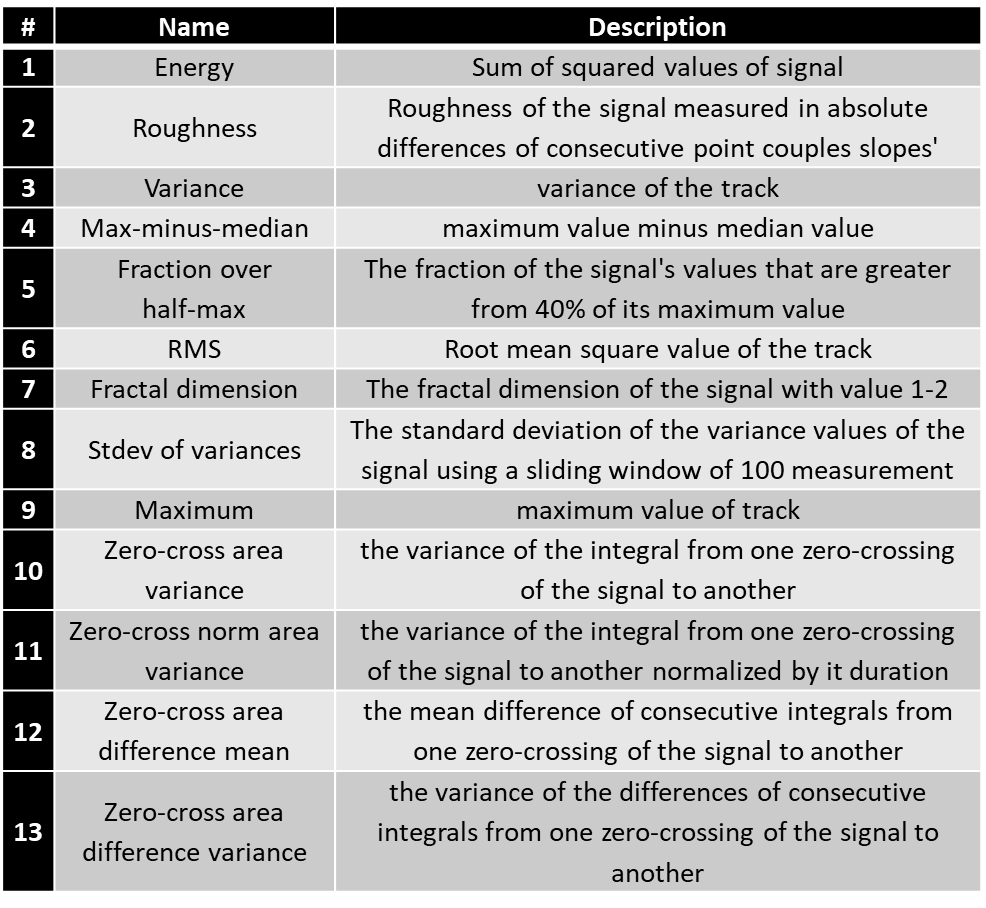 # Name Description
1 Energy Sum of squared values of signal
2 Roughness Roughness of the signal measured in absolute
differences of consecutive point couples slopes'
3 Variance variance of the track
4 Max-minus-median maximum value minus median value
5 Fraction over
half-max
The fraction of the signal's values that are greater
from 40% of its maximum value
6 RMS Root mean square value of the track
7 Fractal dimension The fractal dimension of the signal with value 1-2
8 Stdev of variances The standard deviation of the variance values of the
signal using a sliding window of 100 measurement
9 Maximum maximum value of track
10 Zero-cross area
variance
the variance of the integral from one zero-crossing
of the signal to another
11 Zero-cross norm area
variance
the variance of the integral from one zero-crossing
of the signal to another normalized by it duration
12 Zero-cross area
difference mean
the mean difference of consecutive integrals from
one zero-crossing of the signal to another
13 Zero-cross area
difference variance
the variance of the differences of consecutive
integrals from one zero-crossing of the signal to
another